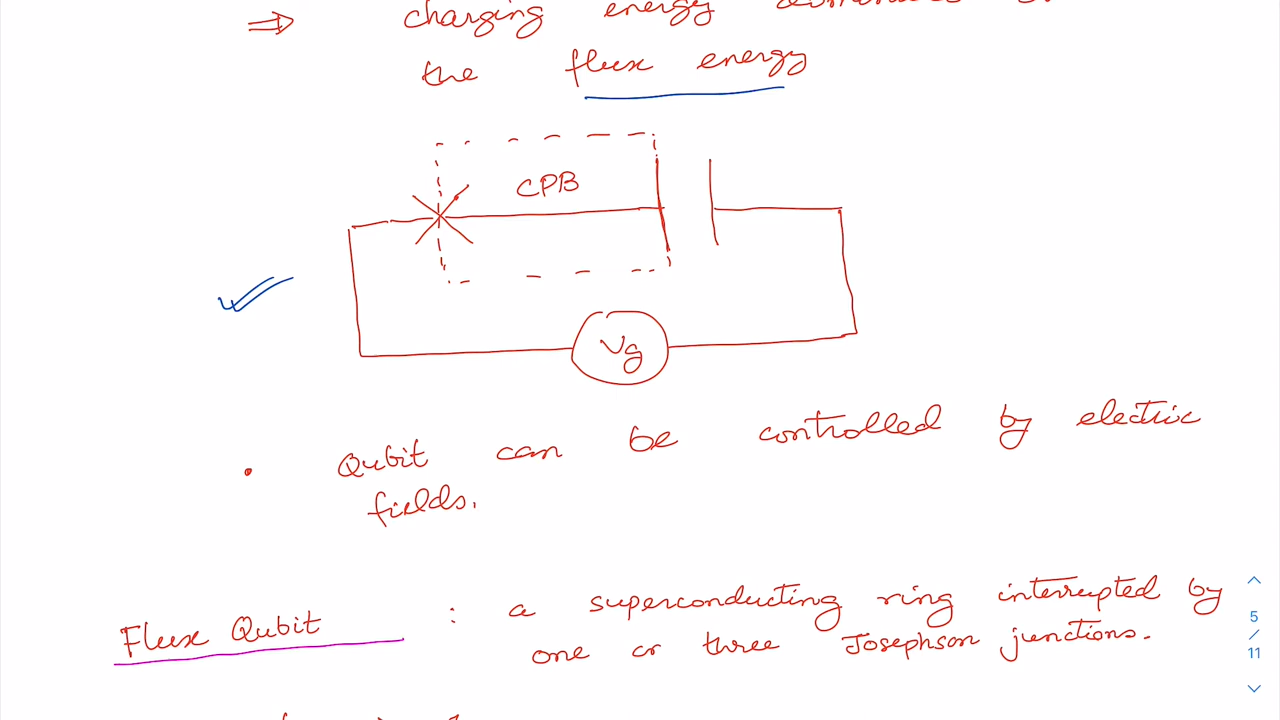 ⇒ charging energy
the flux energy
CPB
Vg
• Qubit can be controlled by electric
fields.
Flux Qubit : a superconducting ring interrupted by
one or three Josephson junctions.
5
/
11